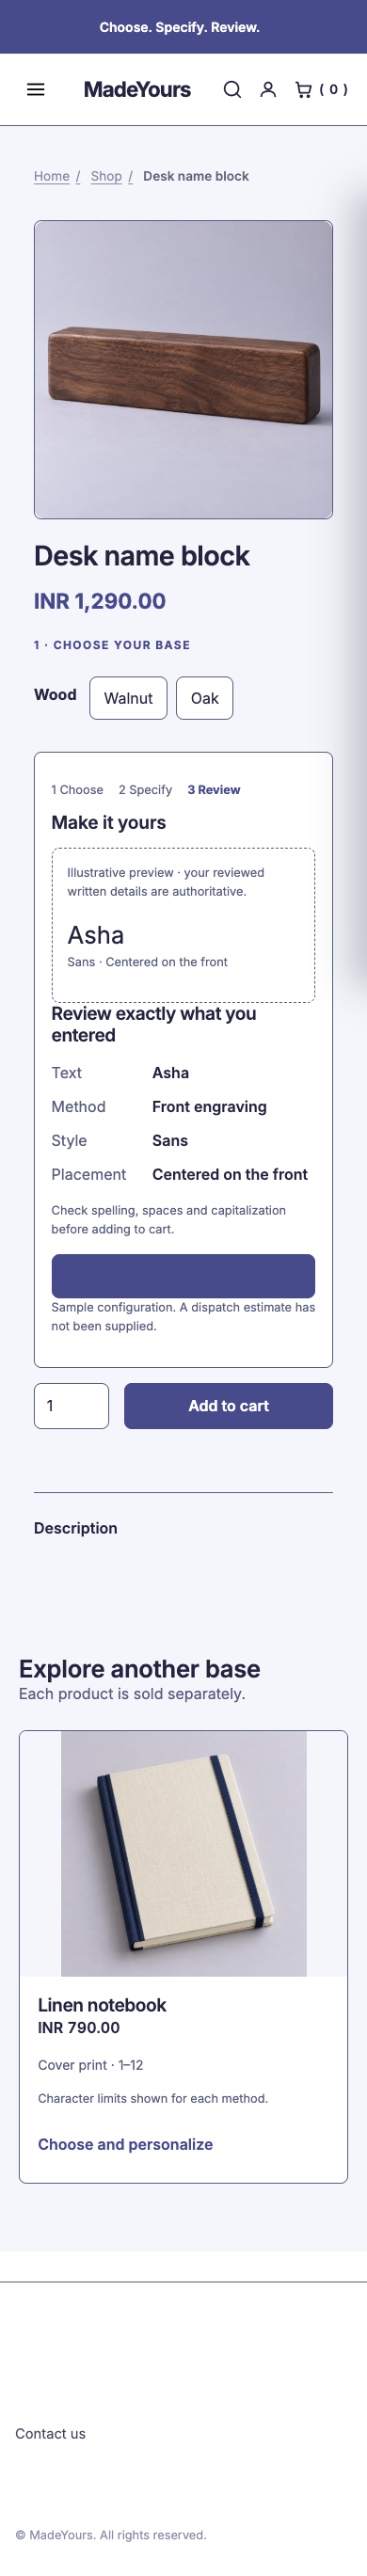 Choose. Specify. Review.
MadeYours
( 0 )
Home / Shop / Desk name block
Desk name block
INR 1,290.00
1 · CHOOSE YOUR BASE
Wood Walnut Oak
1 Choose 2 Specify 3 Review
Make it yours
Illustrative preview · your reviewed
written details are authoritative.
Asha
Sans · Centered on the front
Review exactly what you
entered
Text Asha
Method Front engraving
Style Sans
Placement Centered on the front
Check spelling, spaces and capitalization
before adding to cart.
Sample configuration. A dispatch estimate has
not been supplied.
1 Add to cart
Description
Explore another base
Each product is sold separately.
Linen notebook
INR 790.00
Cover print · 1–12
Character limits shown for each method.
Choose and personalize
Contact us
© MadeYours. All rights reserved.